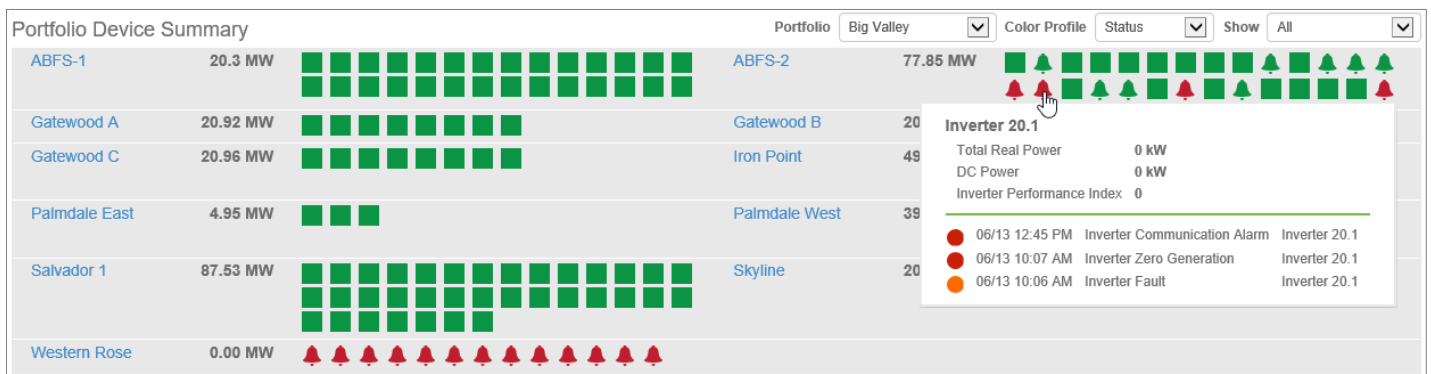 Portfolio Device Summary Portfolio Big Valley Color Profile Status Show All
ABFS-1 20.3 MW ABFS-2 77.85 MW
Gatewood A 20.92 MW Gatewood B 20
Gatewood C 20.96 MW Iron Point 49
Palmdale East 4.95 MW Palmdale West 39
Salvador 1 87.53 MW Skyline 20
Western Rose 0.00 MW
Inverter 20.1
Total Real Power 0 kW
DC Power 0 kW
Inverter Performance Index 0
06/13 12:45 PM Inverter Communication Alarm Inverter 20.1
06/13 10:07 AM Inverter Zero Generation Inverter 20.1
06/13 10:06 AM Inverter Fault Inverter 20.1